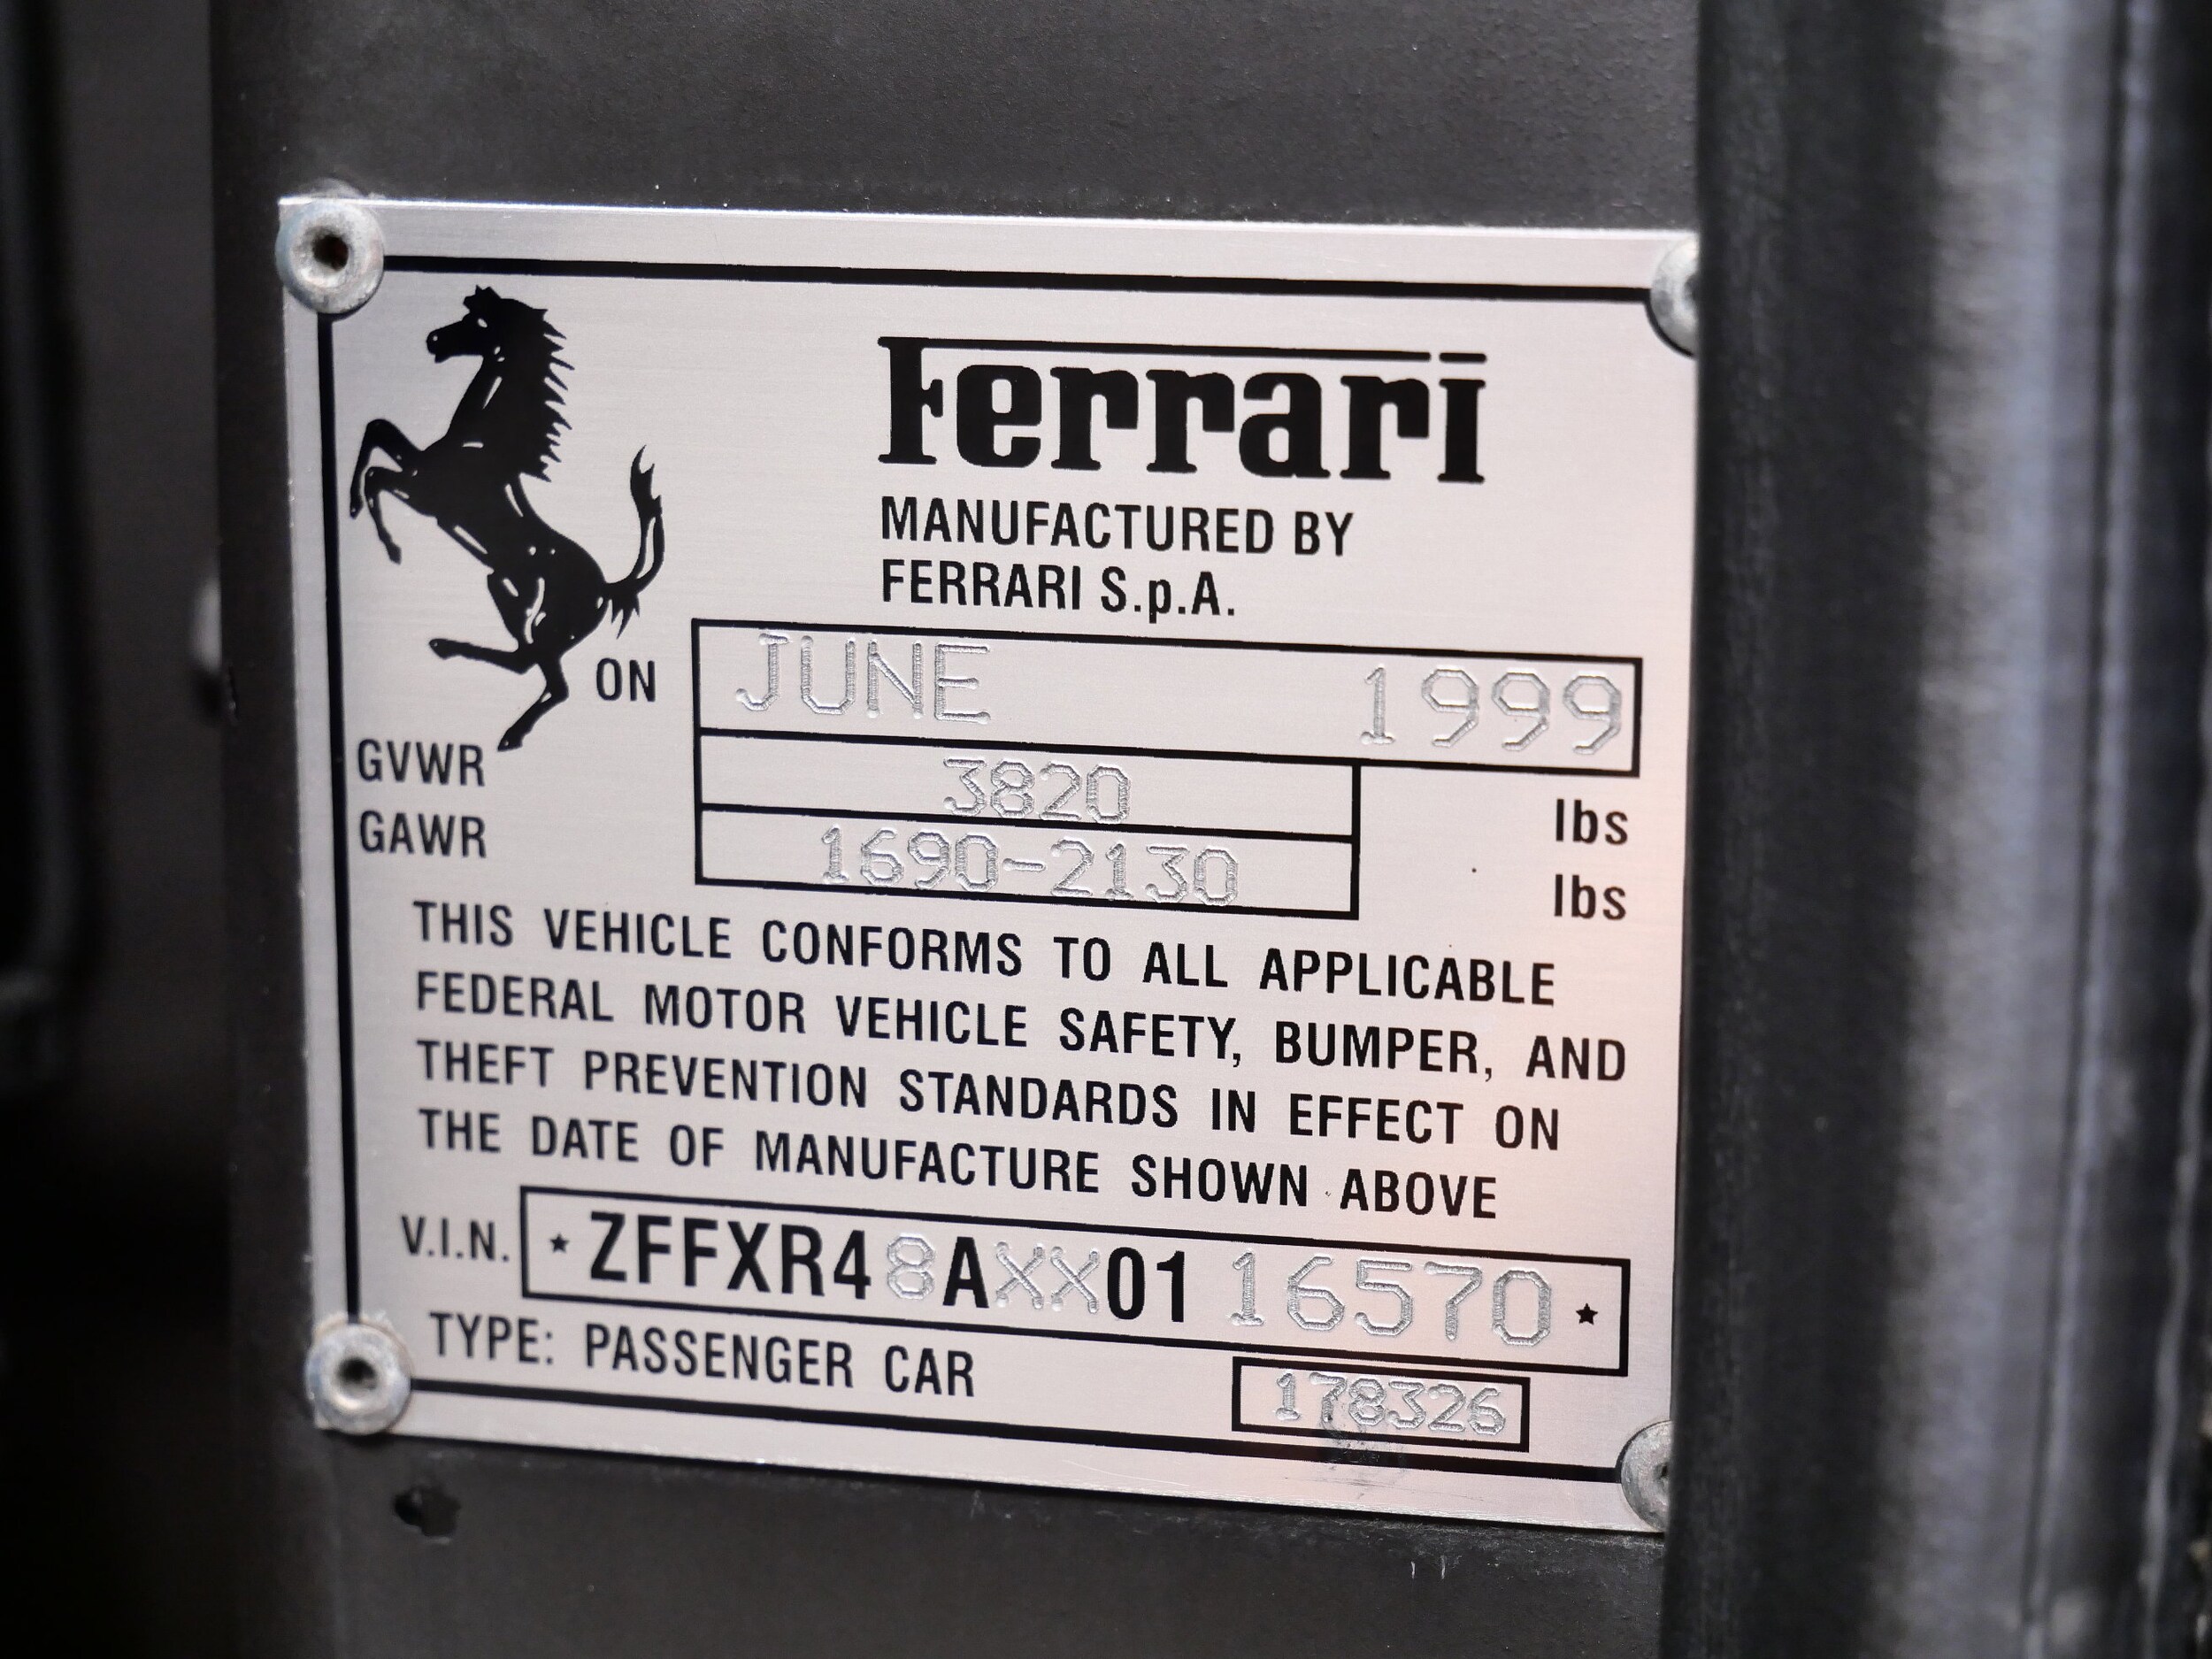 Ferrari
MANUFACTURED BY
FERRARI S.p.A.
ON JUNE 1999
GVWR 3820 lbs
GAWR 1690-2130 lbs
THIS VEHICLE CONFORMS TO ALL APPLICABLE
FEDERAL MOTOR VEHICLE SAFETY, BUMPER, AND
THEFT PREVENTION STANDARDS IN EFFECT ON
THE DATE OF MANUFACTURE SHOWN ABOVE
V.I.N. ★ZFFXR48AXX0116570★
TYPE: PASSENGER CAR 178326